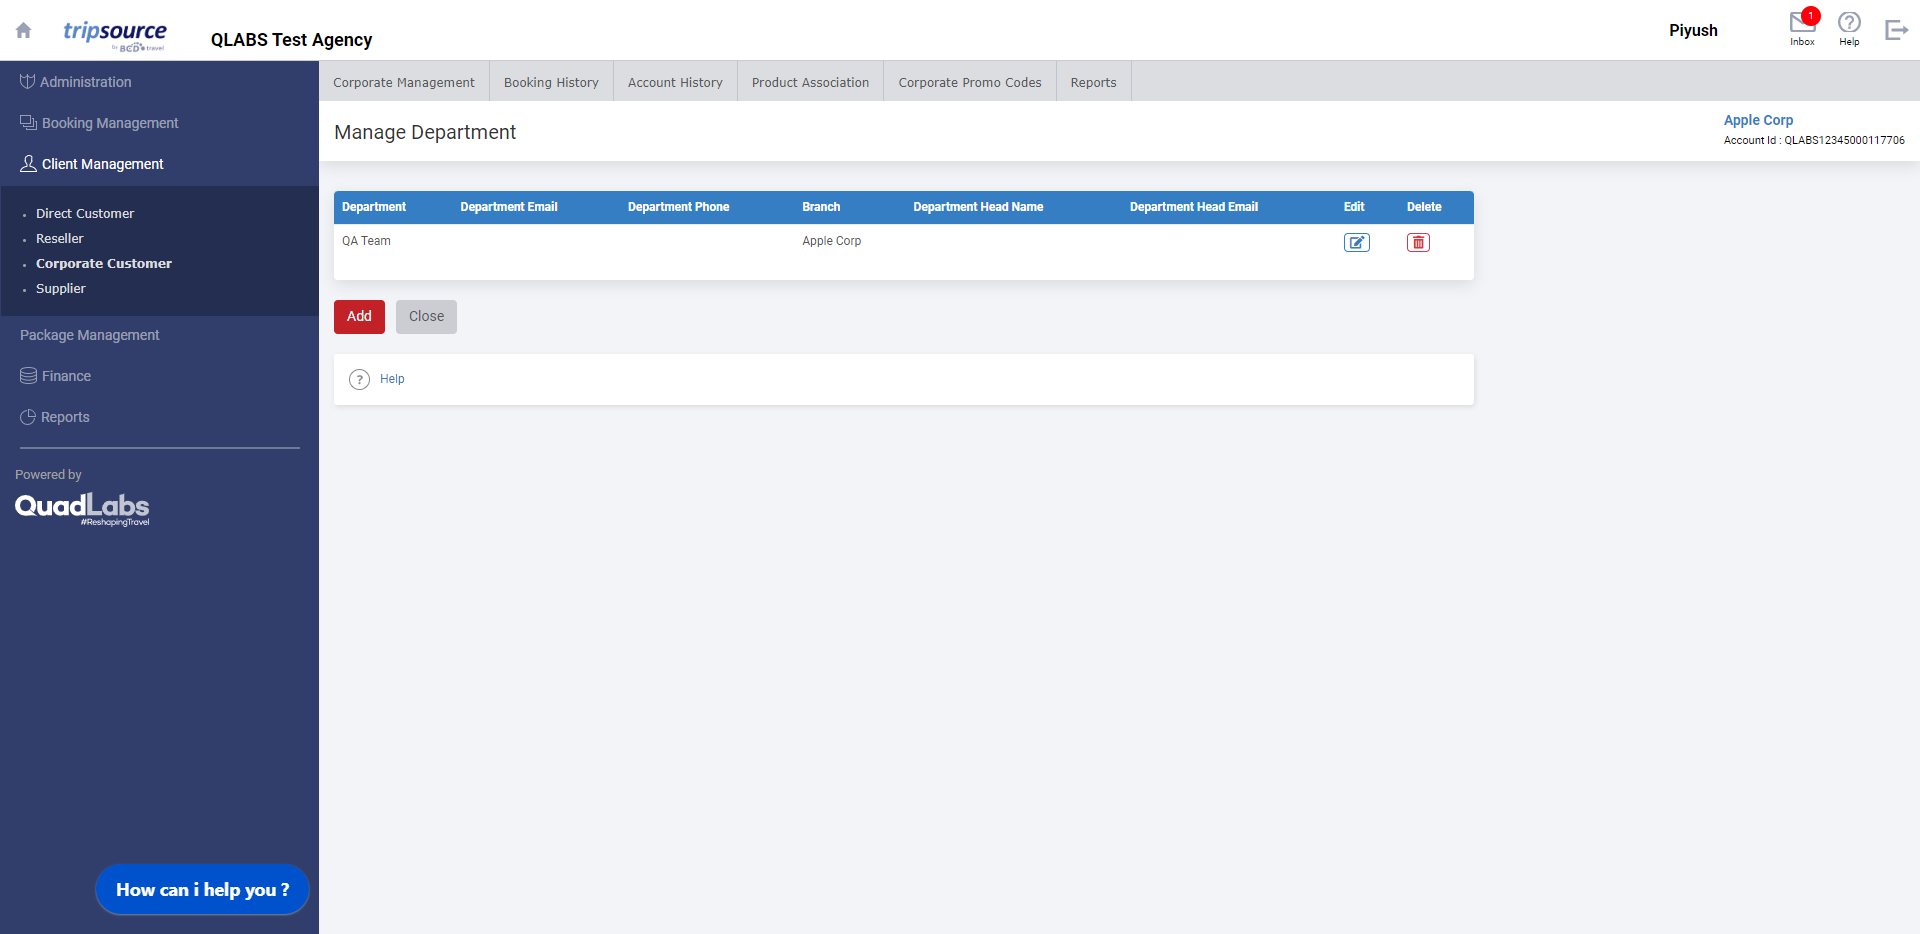 tripsource
by BCD travel
QLABS Test Agency
Piyush
1
Inbox
Help
Administration
Booking Management
Client Management
Direct Customer
Reseller
Corporate Customer
Supplier
Package Management
Finance
Reports
Powered by
QuadLabs
#ReshapingTravel
How can i help you ?
Corporate Management
Booking History
Account History
Product Association
Corporate Promo Codes
Reports
Manage Department
Apple Corp
Account Id : QLABS12345000117706
Department Department Email Department Phone Branch Department Head Name Department Head Email Edit Delete
QA Team Apple Corp
Add Close
? Help